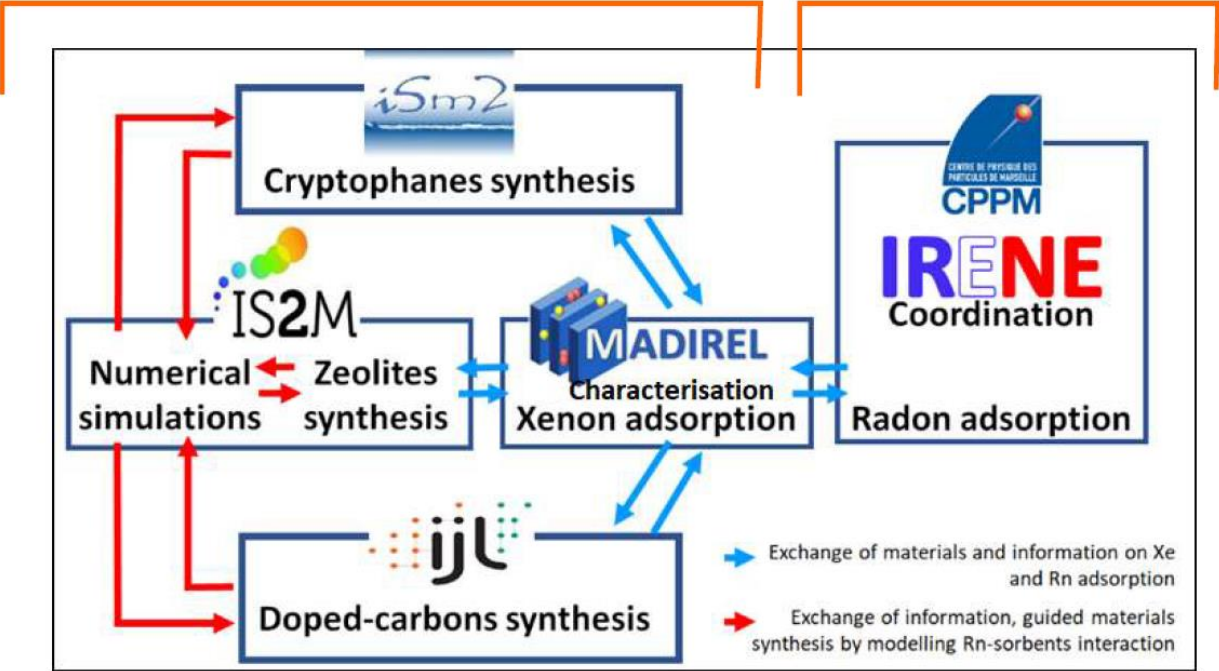 iSm2
Cryptophanes synthesis
CENTRE DE PHYSIQUE DES
PARTICULES DE MARSEILLE
CPPM
IRENE
Coordination
Radon adsorption
IS2M
Numerical
simulations
Zeolites
synthesis
MADIREL
Characterisation
Xenon adsorption
ijl
Doped-carbons synthesis
Exchange of materials and information on Xe
and Rn adsorption
Exchange of information, guided materials
synthesis by modelling Rn-sorbents interaction